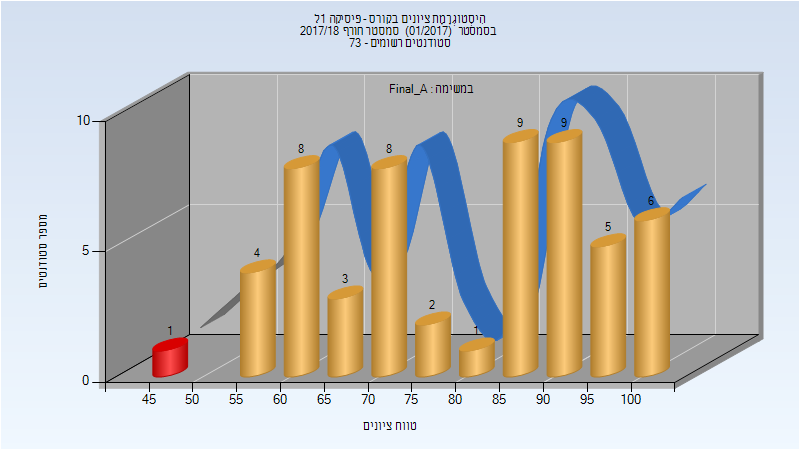 היסטוגרמת ציונים בקורס - פיסיקה 1ל
בסמסטר (01/2017) סמסטר חורף 2017/18
סטודנטים רשומים - 73
במשימה : Final_A
10
5
0
מספר סטודנטים
1
4
8
3
8
2
1
9
9
5
6
45 50 55 60 65 70 75 80 85 90 95 100
טווח ציונים